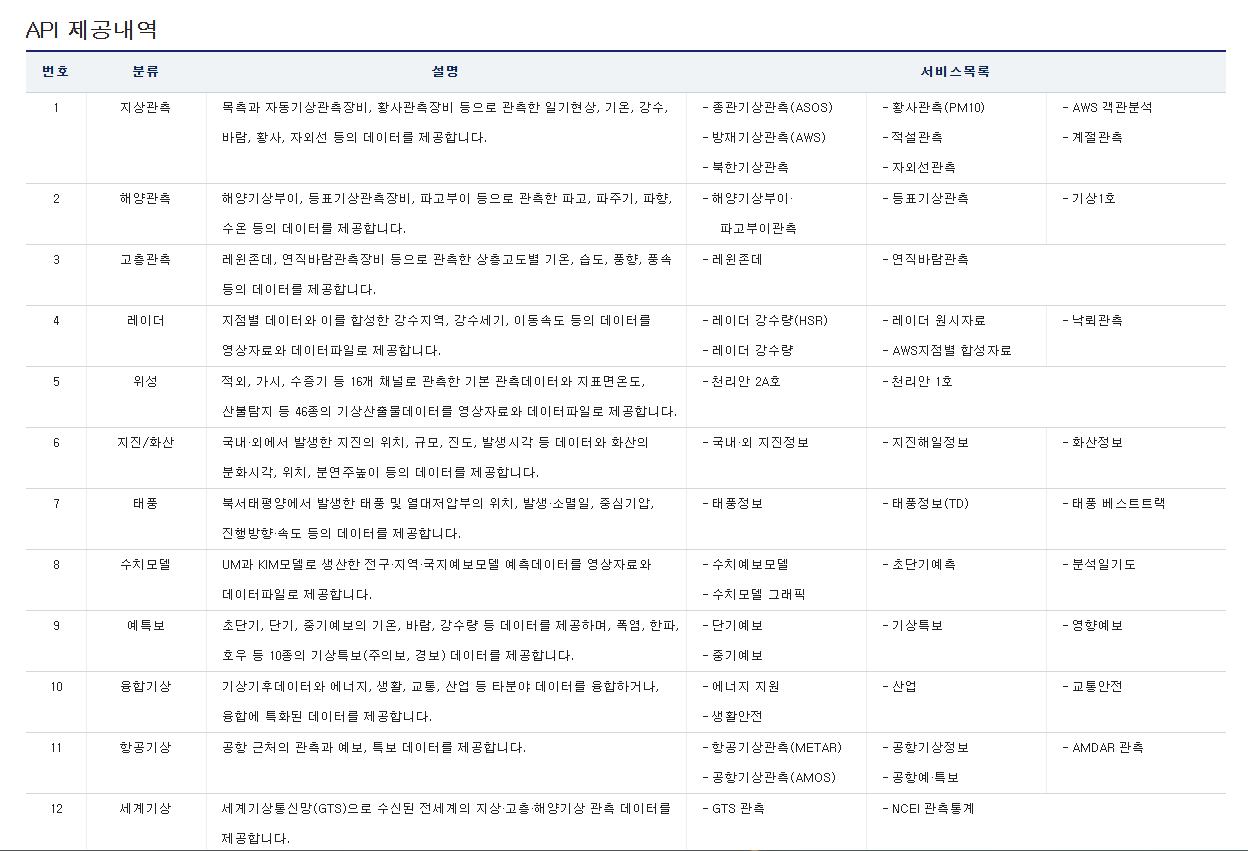 API 제공내역
번호 분류 설명 서비스목록
1 지상관측 목측과 자동기상관측장비, 황사관측장비 등으로 관측한 일기현상, 기온, 강수, - 종관기상관측(ASOS) - 황사관측(PM10) - AWS 객관분석
바람, 황사, 자외선 등의 데이터를 제공합니다. - 방재기상관측(AWS) - 적설관측 - 계절관측
- 북한기상관측 - 자외선관측
2 해양관측 해양기상부이, 등표기상관측장비, 파고부이 등으로 관측한 파고, 파주기, 파향, - 해양기상부이· - 등표기상관측 - 기상1호
수온 등의 데이터를 제공합니다. 파고부이관측
3 고층관측 레윈존데, 연직바람관측장비 등으로 관측한 상층고도별 기온, 습도, 풍향, 풍속 - 레윈존데 - 연직바람관측
등의 데이터를 제공합니다.
4 레이더 지점별 데이터와 이를 합성한 강수지역, 강수세기, 이동속도 등의 데이터를 - 레이더 강수량(HSR) - 레이더 원시자료 - 낙뢰관측
영상자료와 데이터파일로 제공합니다. - 레이더 강수량 - AWS지점별 합성자료
5 위성 적외, 가시, 수증기 등 16개 채널로 관측한 기본 관측데이터와 지표면온도, - 천리안 2A호 - 천리안 1호
산불탐지 등 46종의 기상산출물데이터를 영상자료와 데이터파일로 제공합니다.
6 지진/화산 국내·외에서 발생한 지진의 위치, 규모, 진도, 발생시각 등 데이터와 화산의 - 국내·외 지진정보 - 지진해일정보 - 화산정보
분화시각, 위치, 분연주높이 등의 데이터를 제공합니다.
7 태풍 북서태평양에서 발생한 태풍 및 열대저압부의 위치, 발생·소멸일, 중심기압, - 태풍정보 - 태풍정보(TD) - 태풍 베스트트랙
진행방향·속도 등의 데이터를 제공합니다.
8 수치모델 UM과 KIM모델로 생산한 전구·지역·국지예보모델 예측데이터를 영상자료와 - 수치예보모델 - 초단기예측 - 분석일기도
데이터파일로 제공합니다. - 수치모델 그래픽
9 예특보 초단기, 단기, 중기예보의 기온, 바람, 강수량 등 데이터를 제공하며, 폭염, 한파, - 단기예보 - 기상특보 - 영향예보
호우 등 10종의 기상특보(주의보, 경보) 데이터를 제공합니다. - 중기예보
10 융합기상 기상기후데이터와 에너지, 생활, 교통, 산업 등 타분야 데이터를 융합하거나, - 에너지 지원 - 산업 - 교통안전
융합에 특화된 데이터를 제공합니다. - 생활안전
11 항공기상 공항 근처의 관측과 예보, 특보 데이터를 제공합니다. - 항공기상관측(METAR) - 공항기상정보 - AMDAR 관측
- 공항기상관측(AMOS) - 공항예·특보
12 세계기상 세계기상통신망(GTS)으로 수신된 전세계의 지상·고층·해양기상 관측 데이터를 - GTS 관측 - NCEI 관측통계
제공합니다.